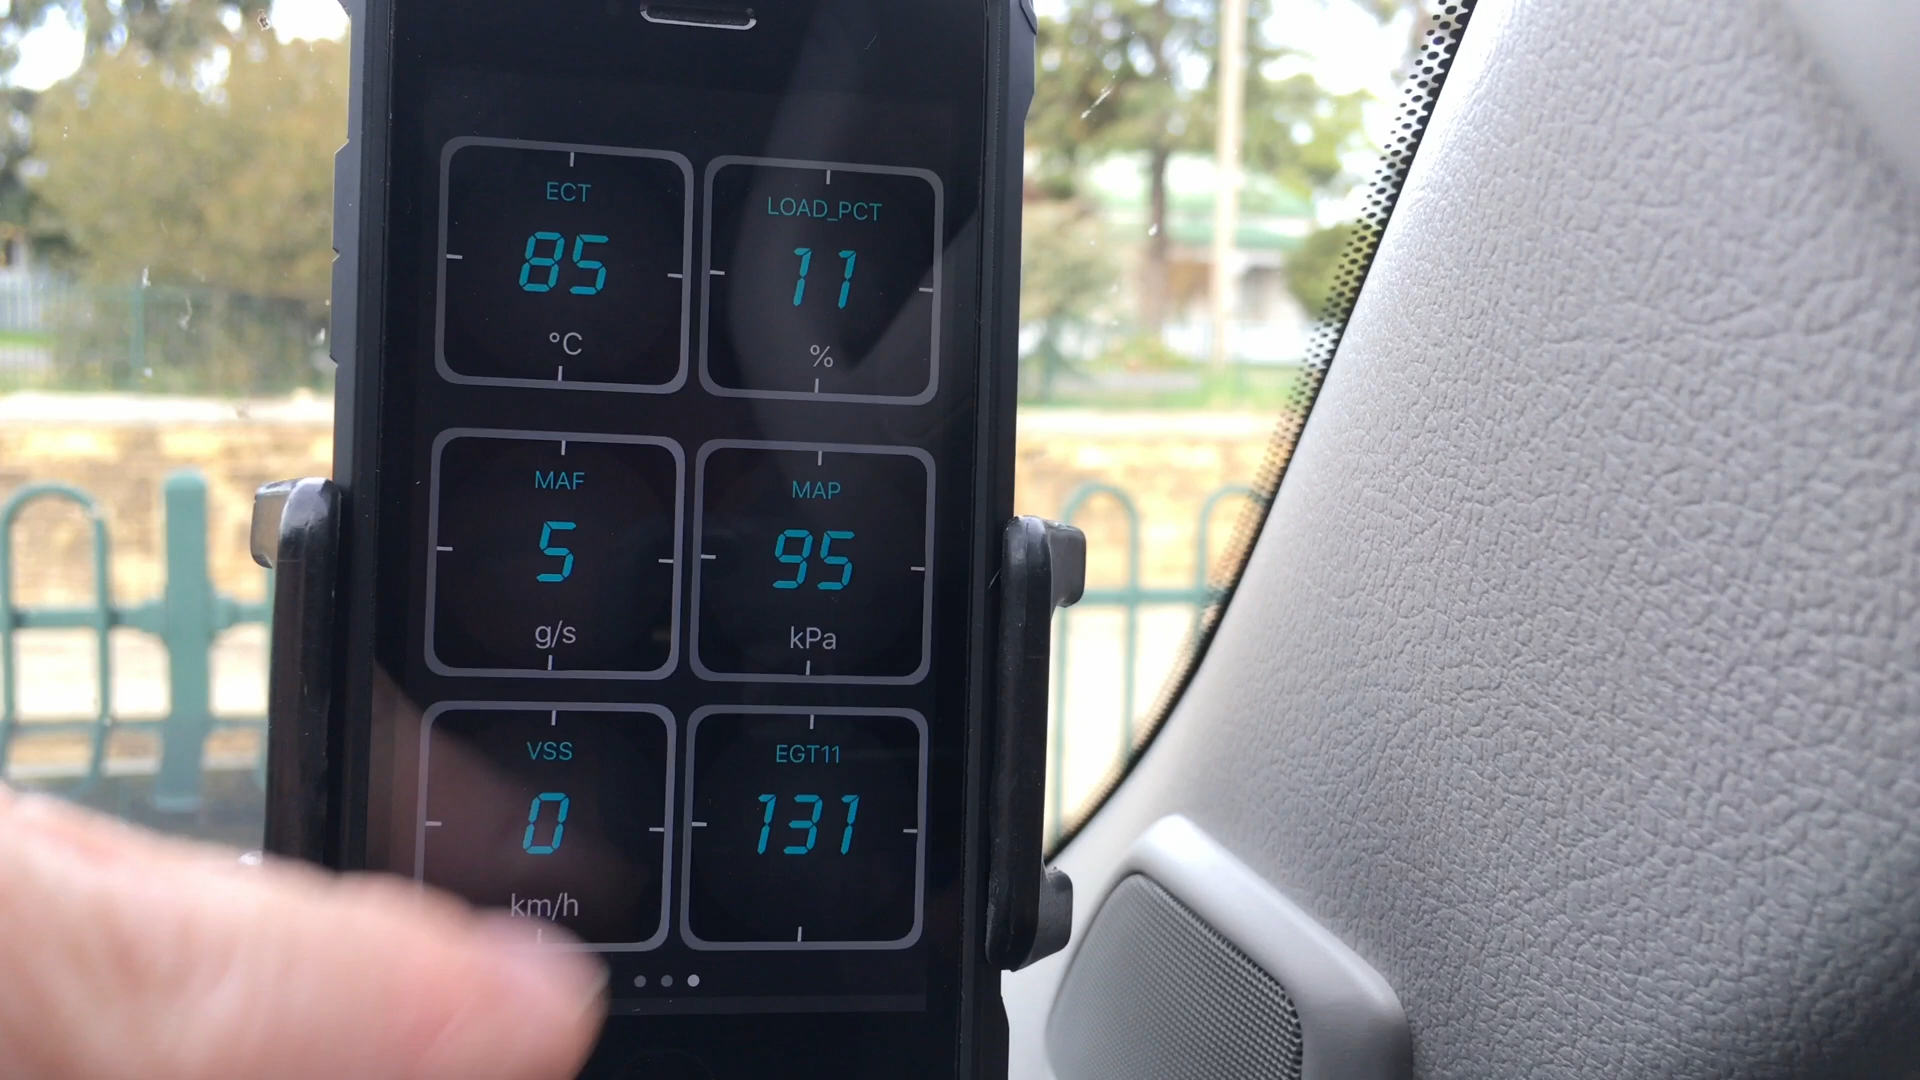 ECT
85
°C
LOAD_PCT
11
%
MAF
5
g/s
MAP
95
kPa
VSS
0
km/h
EGT11
131